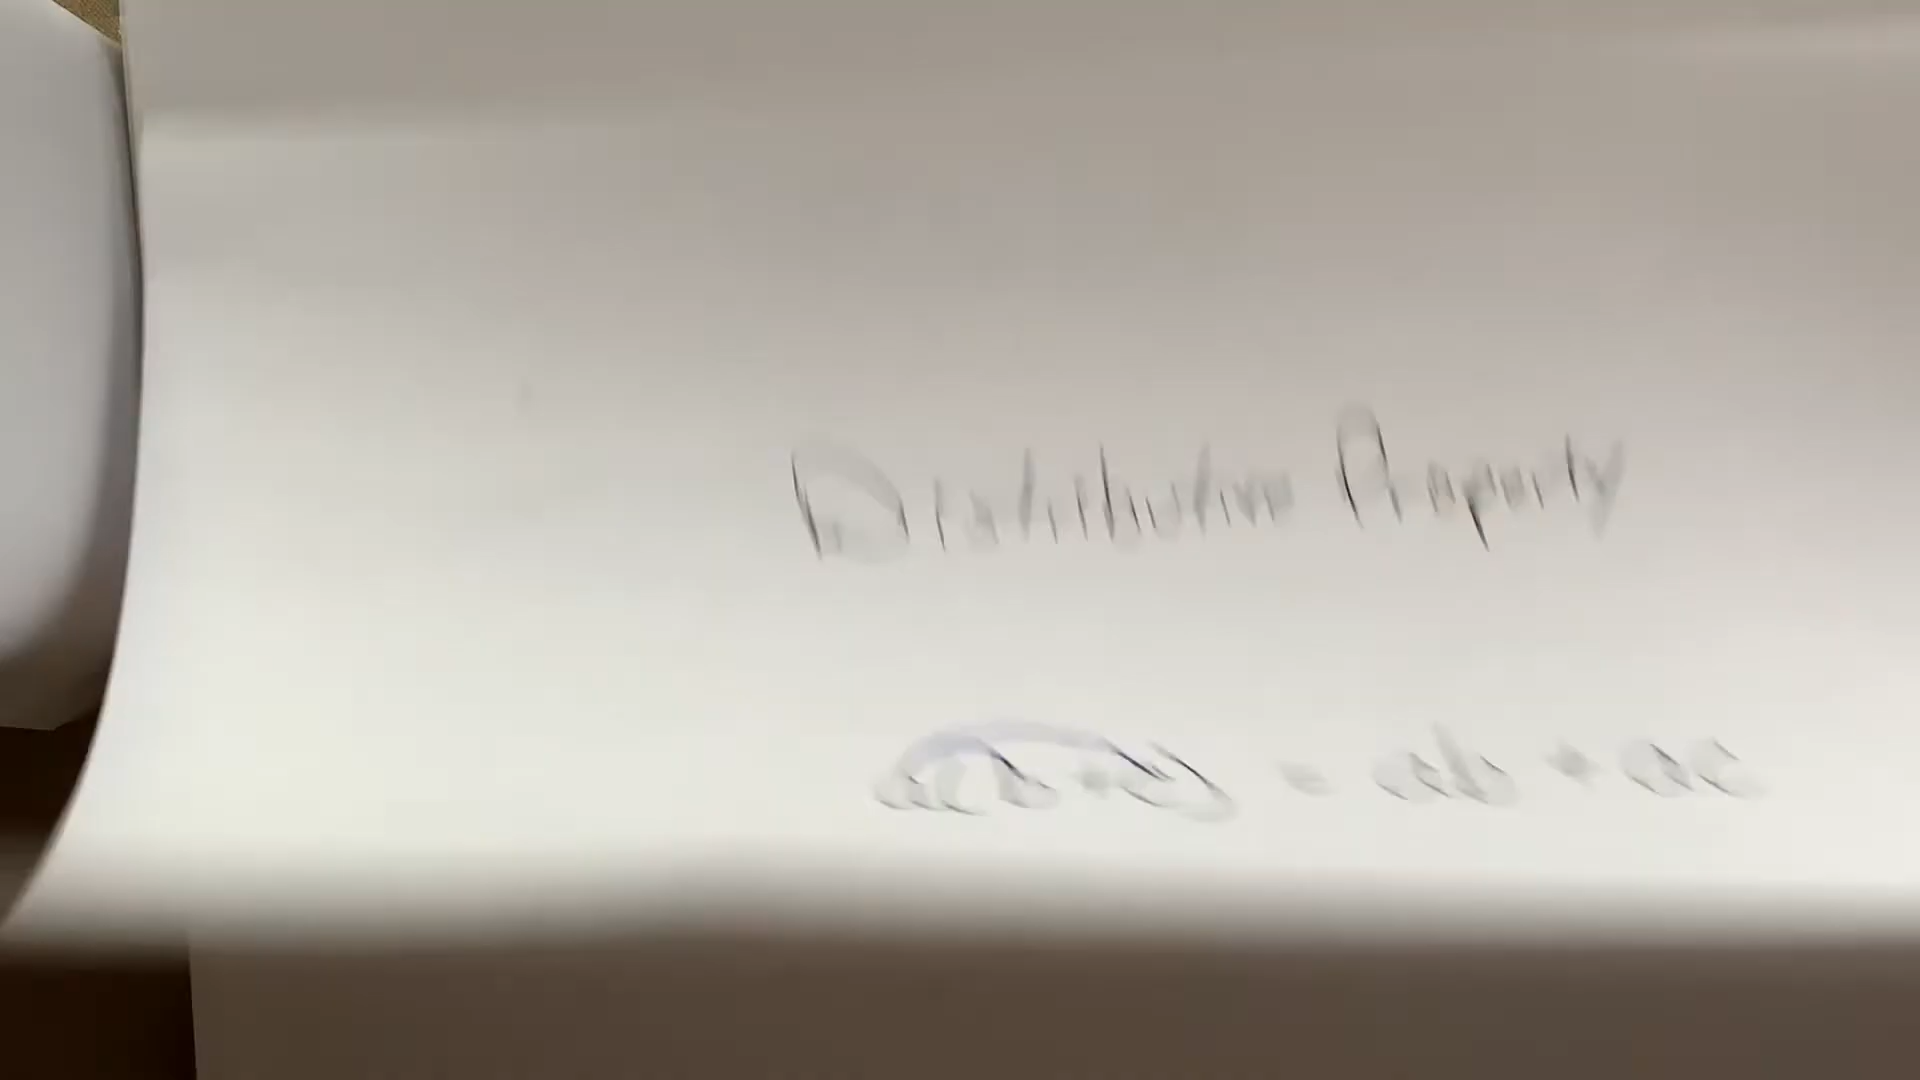 Distributive Property
a(b+c) = ab + ac